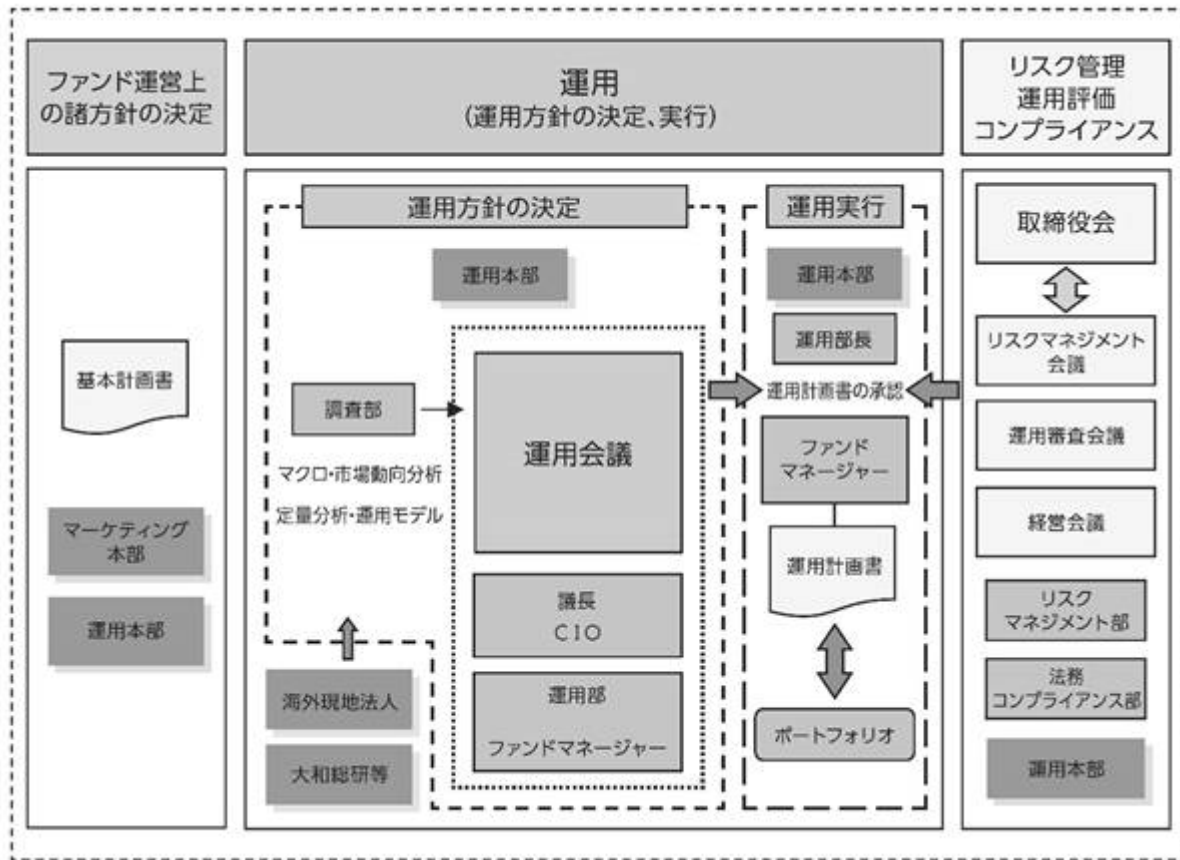 ファンド運営上
の諸方針の決定
運用
(運用方針の決定、実行)
リスク管理
運用評価
コンプライアンス
基本計画書
マーケティング
本部
運用本部
運用方針の決定
運用本部
調査部
マクロ・市場動向分析
定量分析・運用モデル
運用会議
議長
CIO
運用部
ファンドマネージャー
海外現地法人
大和総研等
運用実行
運用本部
運用部長
運用計画書の承認
ファンド
マネージャー
運用計画書
ポートフォリオ
取締役会
リスクマネジメント
会議
運用審査会議
経営会議
リスク
マネジメント部
法務
コンプライアンス部
運用本部